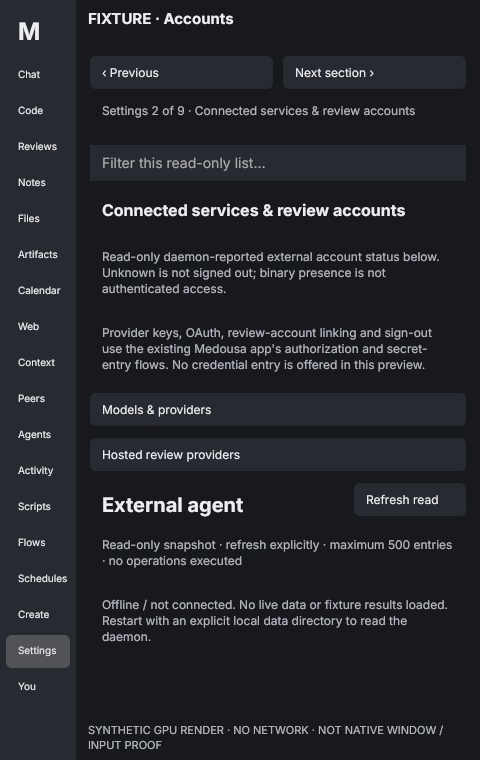 M
FIXTURE · Accounts
Chat
Code
Reviews
Notes
Files
Artifacts
Calendar
Web
Context
Peers
Agents
Activity
Scripts
Flows
Schedules
Create
Settings
You
‹ Previous
Next section ›
Settings 2 of 9 · Connected services & review accounts
Filter this read-only list...
Connected services & review accounts
Read-only daemon-reported external account status below.
Unknown is not signed out; binary presence is not
authenticated access.
Provider keys, OAuth, review-account linking and sign-out
use the existing Medousa app's authorization and secret-
entry flows. No credential entry is offered in this preview.
Models & providers
Hosted review providers
External agent
Refresh read
Read-only snapshot · refresh explicitly · maximum 500 entries
· no operations executed
Offline / not connected. No live data or fixture results loaded.
Restart with an explicit local data directory to read the
daemon.
SYNTHETIC GPU RENDER · NO NETWORK · NOT NATIVE WINDOW /
INPUT PROOF